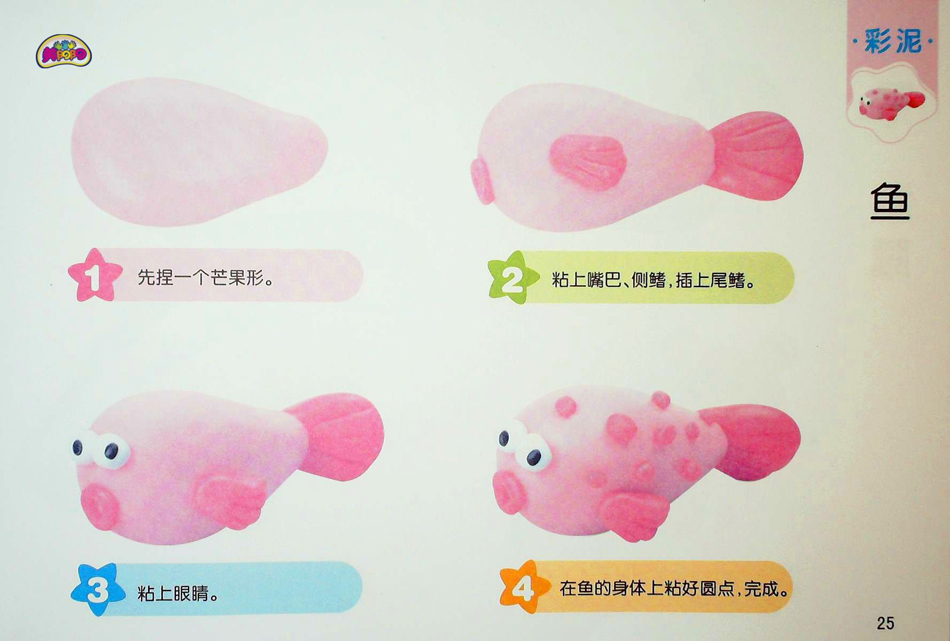 MPOPO
·彩泥·
鱼
1 先捏一个芒果形。
2 粘上嘴巴、侧鳍,插上尾鳍。
3 粘上眼睛。
4 在鱼的身体上粘好圆点,完成。
25